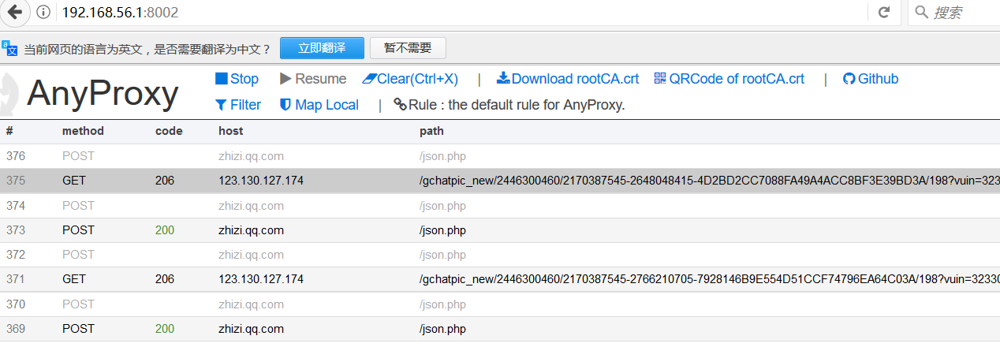 192.168.56.1:8002 搜索
当前网页的语言为英文，是否需要翻译为中文？ 立即翻译 暂不需要
AnyProxy
Stop Resume Clear(Ctrl+X) | Download rootCA.crt QRCode of rootCA.crt | Github
Filter Map Local | Rule : the default rule for AnyProxy.
# method code host path
376 POST zhizi.qq.com /json.php
375 GET 206 123.130.127.174 /gchatpic_new/2446300460/2170387545-2648048415-4D2BD2CC7088FA49A4ACC8BF3E39BD3A/198?vuin=323
374 POST zhizi.qq.com /json.php
373 POST 200 zhizi.qq.com /json.php
372 POST zhizi.qq.com /json.php
371 GET 206 123.130.127.174 /gchatpic_new/2446300460/2170387545-2766210705-7928146B9E554D51CCF74796EA64C03A/198?vuin=32330
370 POST zhizi.qq.com /json.php
369 POST 200 zhizi.qq.com /json.php